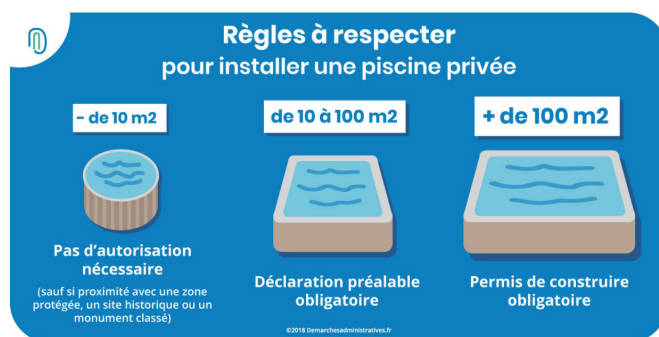 Règles à respecter
pour installer une piscine privée
- de 10 m2
de 10 à 100 m2
+ de 100 m2
Pas d'autorisation
nécessaire
(sauf si proximité avec une zone
protégée, un site historique ou un
monument classé)
Déclaration préalable
obligatoire
Permis de construire
obligatoire
©2018 Demarchesadministratives.fr